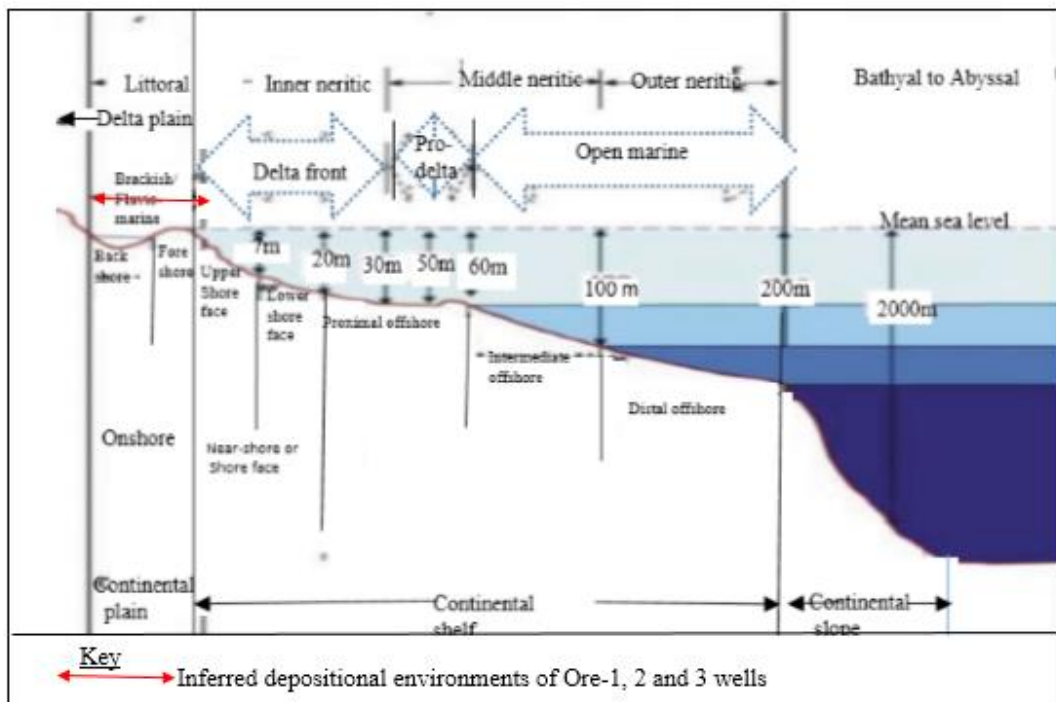 Littoral
Inner neritic
Middle neritic
Outer neritic
Bathyal to Abyssal
Delta plain
Delta front
Pro-
delta
Open marine
Brackish/
Fluvio-
marine
Mean sea level
Back
shore -
Fore
shore
7m
20m
30m
50m
60m
100 m
200m
2000m
Upper
Shore
face
Lower
shore
face
Proximal offshore
Intermediate
offshore
Distal offshore
Onshore
Near-shore or
Shore face
Continental
plain
Continental
shelf
Continental
slope
Key
Inferred depositional environments of Ore-1, 2 and 3 wells